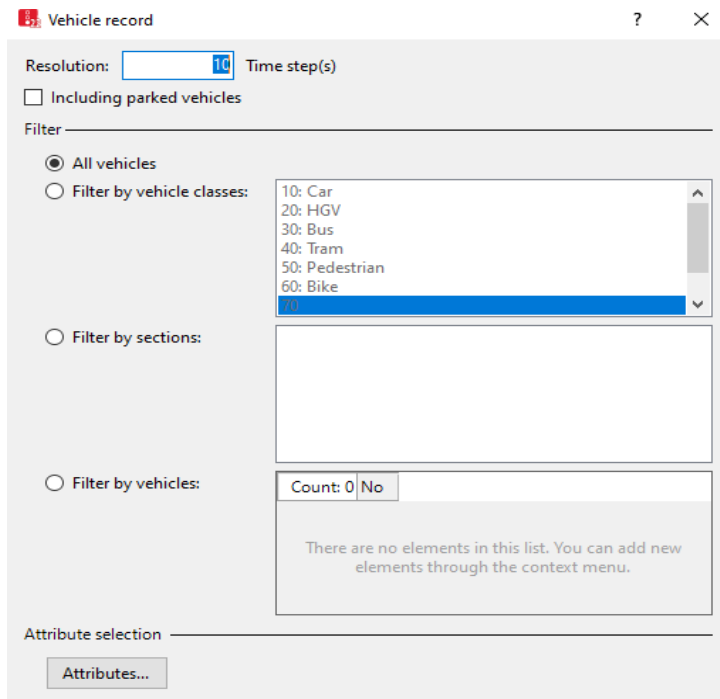 Vehicle record ?
Resolution: 10 Time step(s)
Including parked vehicles
Filter
All vehicles
Filter by vehicle classes:
10: Car
20: HGV
30: Bus
40: Tram
50: Pedestrian
60: Bike
70
Filter by sections:
Filter by vehicles:
Count: 0 No
There are no elements in this list. You can add new
elements through the context menu.
Attribute selection
Attributes...